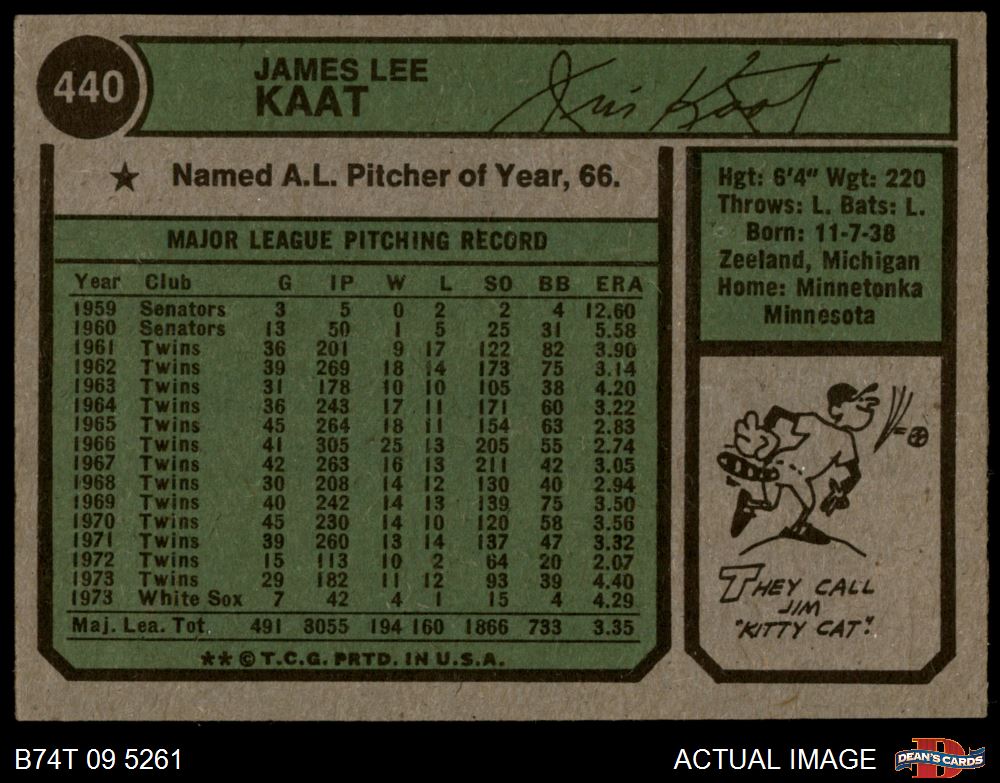 440
JAMES LEE
KAAT
Jim Kaat
★ Named A.L. Pitcher of Year, 66.
MAJOR LEAGUE PITCHING RECORD
Year Club G IP W L SO BB ERA
1959 Senators 3 5 0 2 2 4 12.60
1960 Senators 13 50 1 5 25 31 5.58
1961 Twins 36 201 9 17 122 82 3.90
1962 Twins 39 269 18 14 173 75 3.14
1963 Twins 31 178 10 10 105 38 4.20
1964 Twins 36 243 17 11 171 60 3.22
1965 Twins 45 264 18 11 154 63 2.83
1966 Twins 41 305 25 13 205 55 2.74
1967 Twins 42 263 16 13 211 42 3.05
1968 Twins 30 208 14 12 130 40 2.94
1969 Twins 40 242 14 13 139 75 3.50
1970 Twins 45 230 14 10 120 58 3.56
1971 Twins 39 260 13 14 137 47 3.32
1972 Twins 15 113 10 2 64 20 2.07
1973 Twins 29 182 11 12 93 39 4.40
1973 White Sox 7 42 4 1 15 4 4.29
Maj. Lea. Tot. 491 3055 194 160 1866 733 3.35
** © T.C.G. PRTD. IN U.S.A.
Hgt: 6'4" Wgt: 220
Throws: L. Bats: L.
Born: 11-7-38
Zeeland, Michigan
Home: Minnetonka
Minnesota
THEY CALL
JIM
"KITTY CAT".
B74T 09 5261
ACTUAL IMAGE
D
DEAN'S CARDS